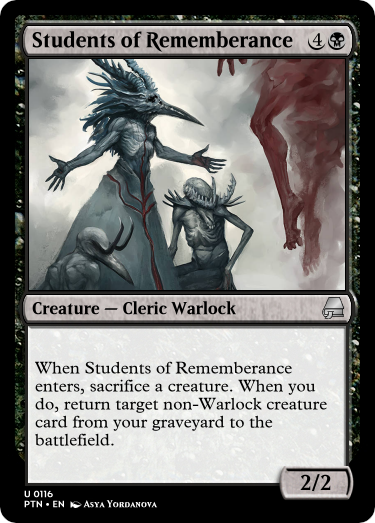 Students of Rememberance 4
Creature — Cleric Warlock
When Students of Rememberance
enters, sacrifice a creature. When you
do, return target non-Warlock creature
card from your graveyard to the
battlefield.
2/2
U 0116
PTN • EN Asya Yordanova